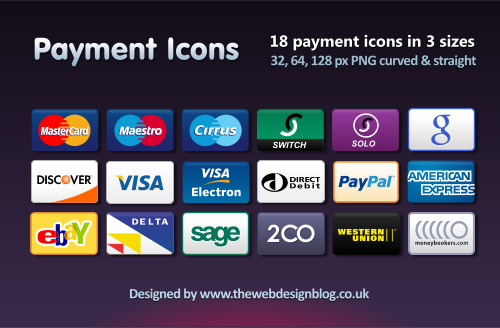 Payment Icons
18 payment icons in 3 sizes
32, 64, 128 px PNG curved & straight
MasterCard
Maestro
Cirrus
SWITCH
SOLO
g
DISCOVER
VISA
VISA
Electron
DIRECT
Debit
PayPal
AMERICAN
EXPRESS
ebaY
DELTA
sage
2CO
WESTERN
UNION
moneybookers.com
Designed by www.thewebdesignblog.co.uk